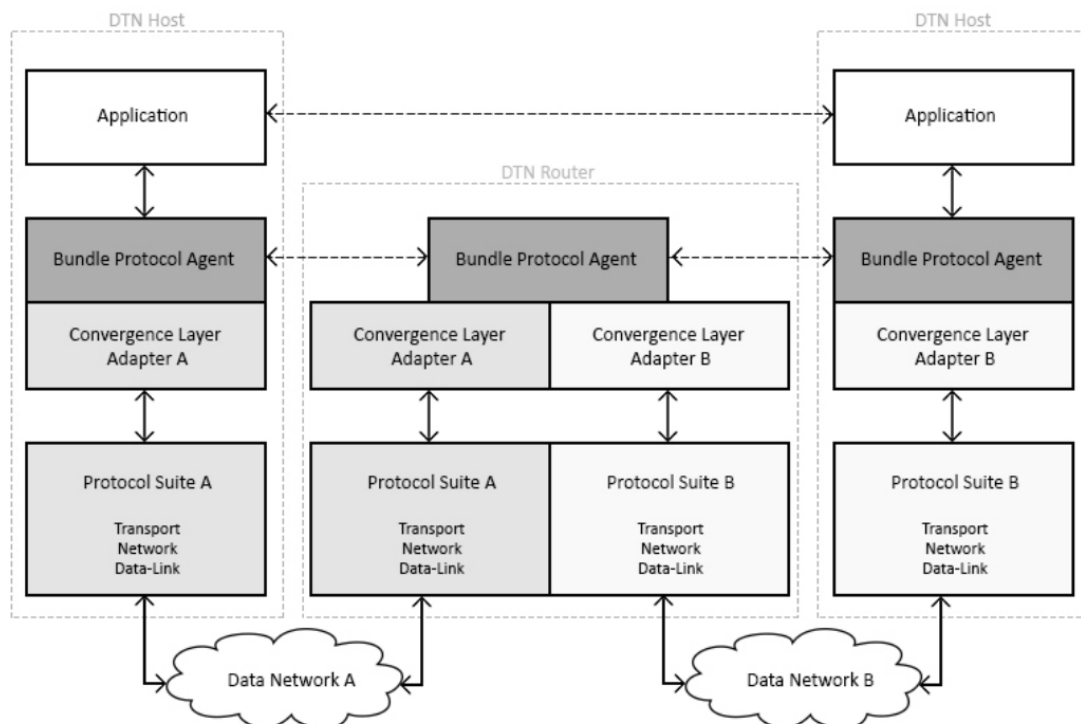 DTN Host
DTN Host
Application
Application
DTN Router
Bundle Protocol Agent
Bundle Protocol Agent
Bundle Protocol Agent
Convergence Layer
Adapter A
Convergence Layer
Adapter A
Convergence Layer
Adapter B
Convergence Layer
Adapter B
Protocol Suite A
Transport
Network
Data-Link
Protocol Suite A
Transport
Network
Data-Link
Protocol Suite B
Transport
Network
Data-Link
Protocol Suite B
Transport
Network
Data-Link
Data Network A
Data Network B